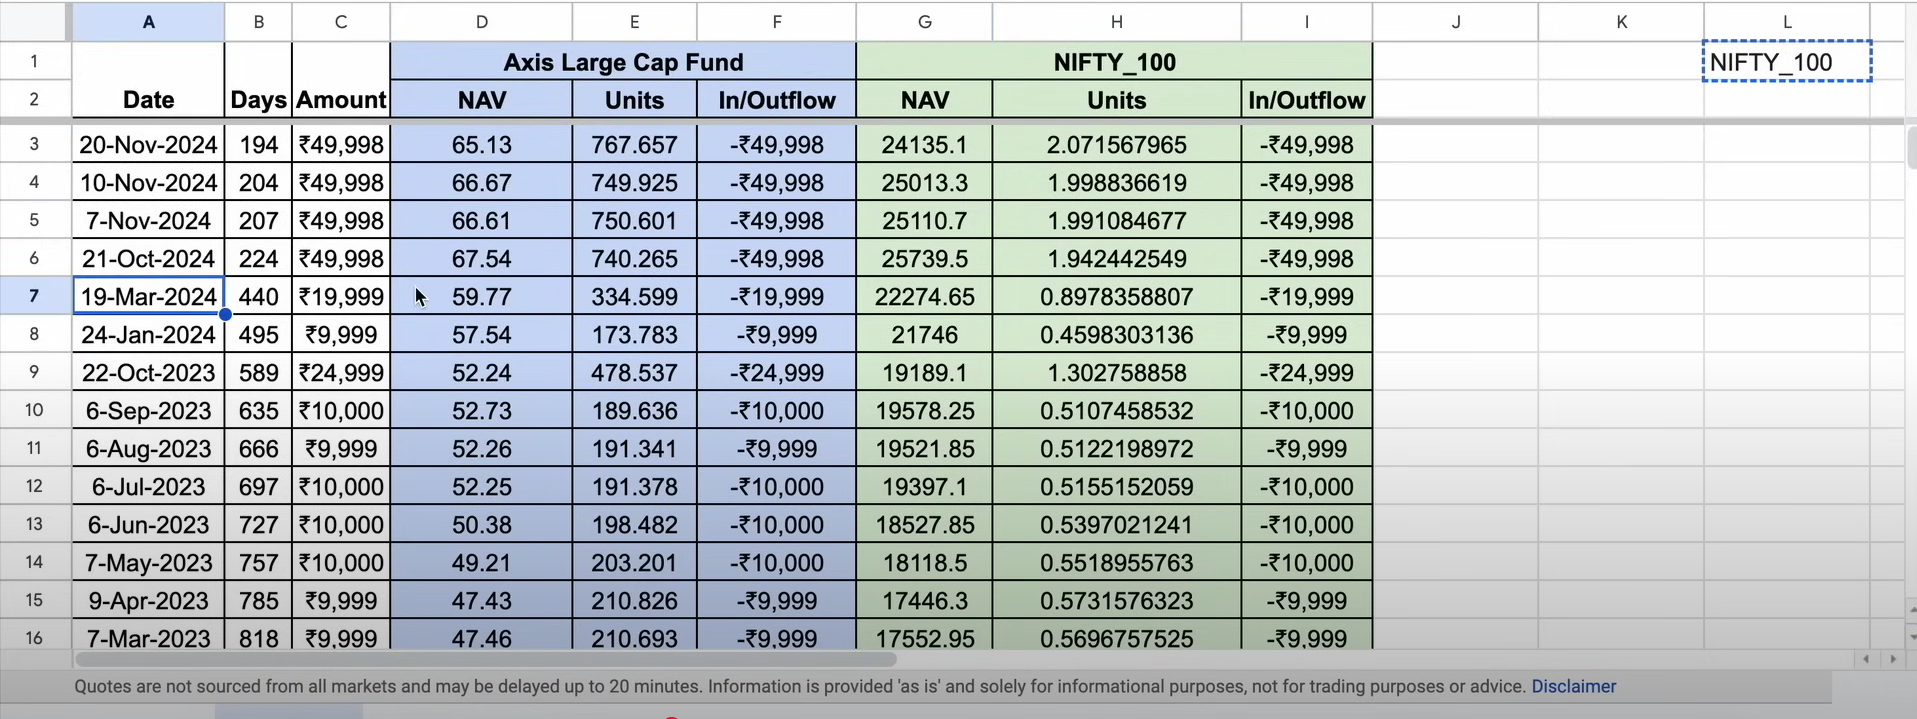 A B C D E F G H I J K L
1 Axis Large Cap Fund NIFTY_100 NIFTY_100
2 Date Days Amount NAV Units In/Outflow NAV Units In/Outflow
3 20-Nov-2024 194 ₹49,998 65.13 767.657 -₹49,998 24135.1 2.071567965 -₹49,998
4 10-Nov-2024 204 ₹49,998 66.67 749.925 -₹49,998 25013.3 1.998836619 -₹49,998
5 7-Nov-2024 207 ₹49,998 66.61 750.601 -₹49,998 25110.7 1.991084677 -₹49,998
6 21-Oct-2024 224 ₹49,998 67.54 740.265 -₹49,998 25739.5 1.942442549 -₹49,998
7 19-Mar-2024 440 ₹19,999 59.77 334.599 -₹19,999 22274.65 0.8978358807 -₹19,999
8 24-Jan-2024 495 ₹9,999 57.54 173.783 -₹9,999 21746 0.4598303136 -₹9,999
9 22-Oct-2023 589 ₹24,999 52.24 478.537 -₹24,999 19189.1 1.302758858 -₹24,999
10 6-Sep-2023 635 ₹10,000 52.73 189.636 -₹10,000 19578.25 0.5107458532 -₹10,000
11 6-Aug-2023 666 ₹9,999 52.26 191.341 -₹9,999 19521.85 0.5122198972 -₹9,999
12 6-Jul-2023 697 ₹10,000 52.25 191.378 -₹10,000 19397.1 0.5155152059 -₹10,000
13 6-Jun-2023 727 ₹10,000 50.38 198.482 -₹10,000 18527.85 0.5397021241 -₹10,000
14 7-May-2023 757 ₹10,000 49.21 203.201 -₹10,000 18118.5 0.5518955763 -₹10,000
15 9-Apr-2023 785 ₹9,999 47.43 210.826 -₹9,999 17446.3 0.5731576323 -₹9,999
16 7-Mar-2023 818 ₹9,999 47.46 210.693 -₹9,999 17552.95 0.5696757525 -₹9,999
Quotes are not sourced from all markets and may be delayed up to 20 minutes. Information is provided 'as is' and solely for informational purposes, not for trading purposes or advice. Disclaimer